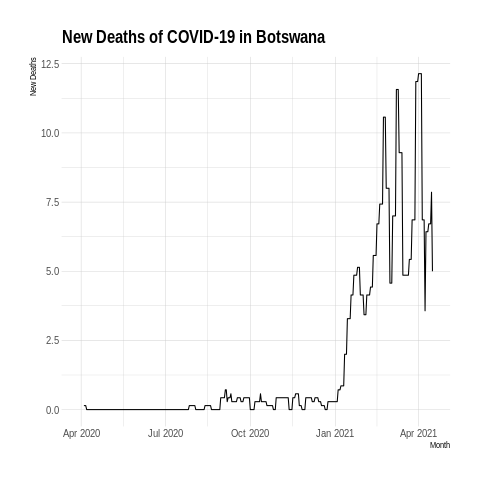 New Deaths of COVID-19 in Botswana
New Deaths
12.5
10.0
7.5
5.0
2.5
0.0
Apr 2020 Jul 2020 Oct 2020 Jan 2021 Apr 2021
Month